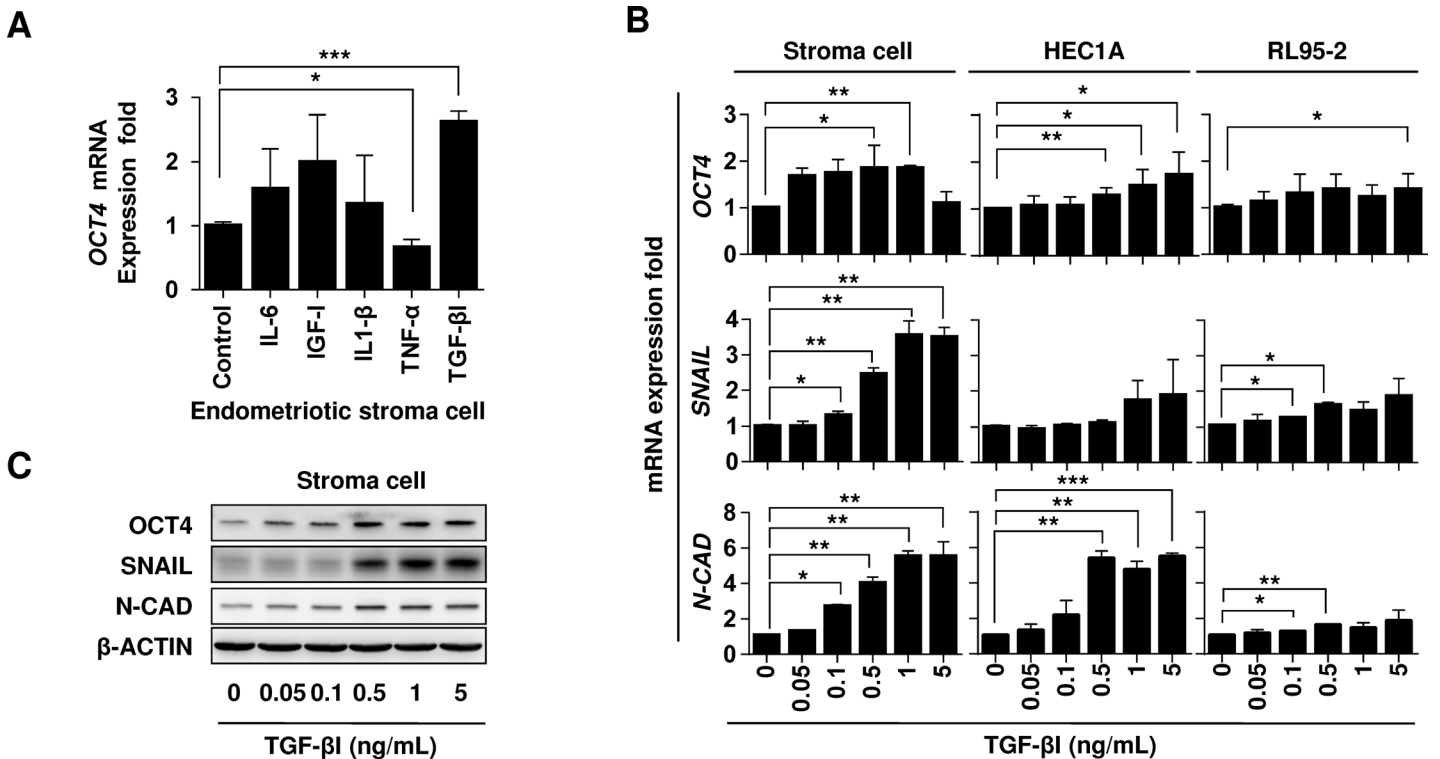 A
***
*
3
2
1
0
OCT4 mRNA
Expression fold
Control
IL-6
IGF-I
IL1-β
TNF-α
TGF-βI
Endometriotic stroma cell
B
Stroma cell HEC1A RL95-2
mRNA expression fold
OCT4
3
2
1
0
**
*
*
*
**
*
SNAIL
4
3
2
1
0
**
**
**
*
*
*
N-CAD
8
6
4
2
0
**
**
**
*
***
**
**
**
*
0 0.05 0.1 0.5 1 5 0 0.05 0.1 0.5 1 5 0 0.05 0.1 0.5 1 5
TGF-βI (ng/mL)
C
Stroma cell
OCT4
SNAIL
N-CAD
β-ACTIN
0 0.05 0.1 0.5 1 5
TGF-βI (ng/mL)